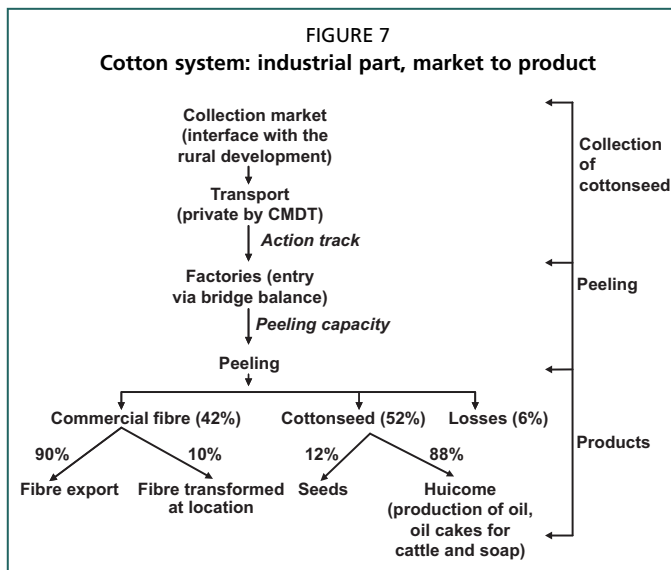 FIGURE 7
Cotton system: industrial part, market to product
Collection market
(interface with the
rural development)
Transport
(private by CMDT)
Action track
Factories (entry
via bridge balance)
Peeling capacity
Peeling
Commercial fibre (42%)
Cottonseed (52%)
Losses (6%)
90%
10%
12%
88%
Fibre export
Fibre transformed
at location
Seeds
Huicome
(production of oil,
oil cakes for
cattle and soap)
Collection
of
cottonseed
Peeling
Products